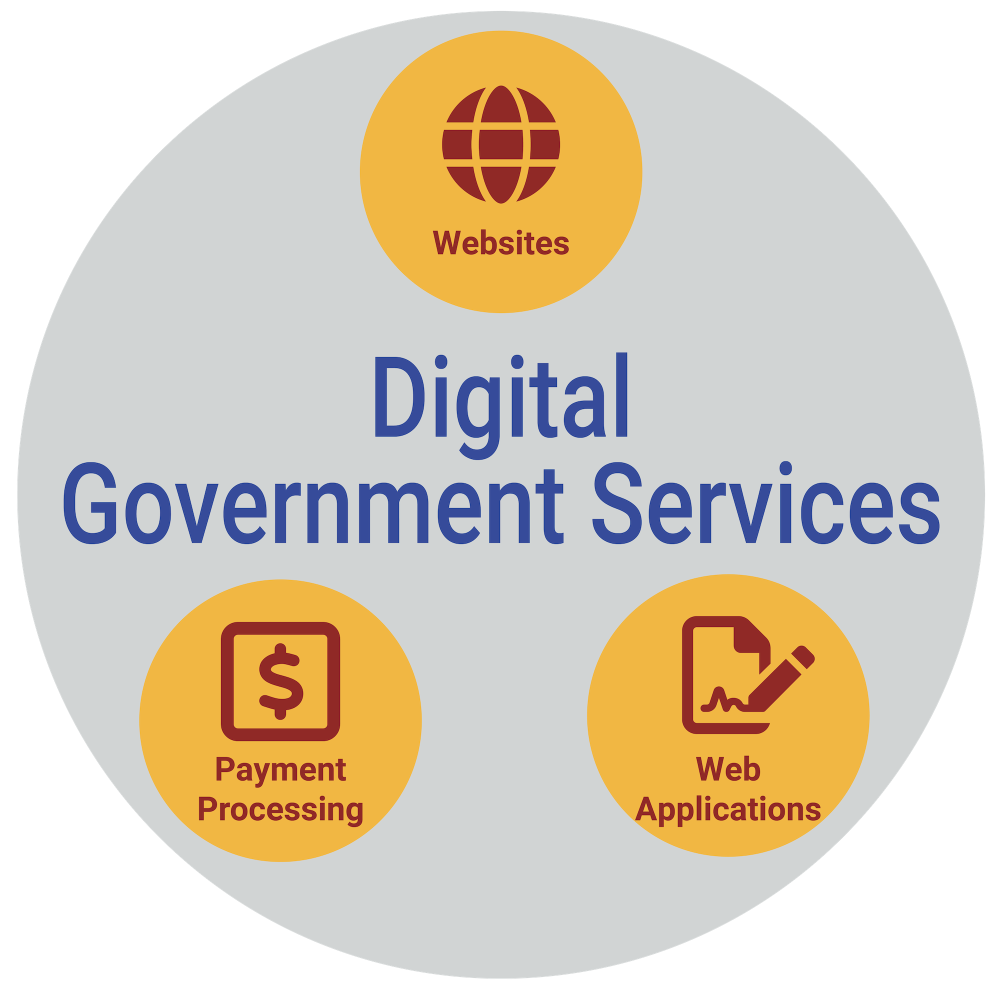 Websites
Digital
Government Services
Payment
Processing
Web
Applications